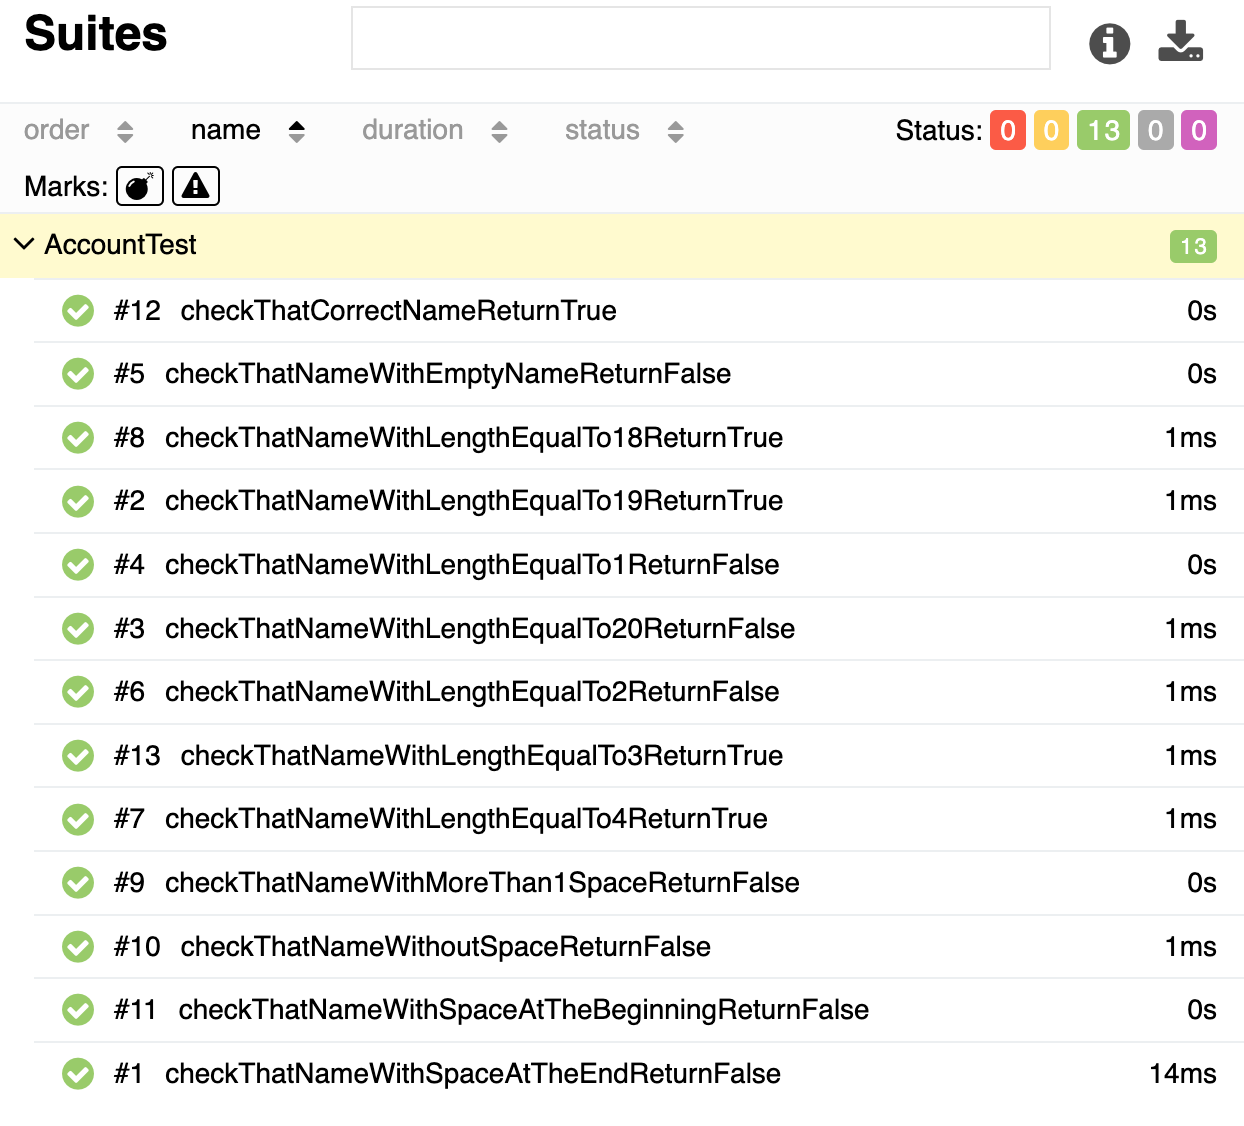 Suites
order name duration status Status: 0 0 13 0 0
Marks:
AccountTest 13
#12 checkThatCorrectNameReturnTrue 0s
#5 checkThatNameWithEmptyNameReturnFalse 0s
#8 checkThatNameWithLengthEqualTo18ReturnTrue 1ms
#2 checkThatNameWithLengthEqualTo19ReturnTrue 1ms
#4 checkThatNameWithLengthEqualTo1ReturnFalse 0s
#3 checkThatNameWithLengthEqualTo20ReturnFalse 1ms
#6 checkThatNameWithLengthEqualTo2ReturnFalse 1ms
#13 checkThatNameWithLengthEqualTo3ReturnTrue 1ms
#7 checkThatNameWithLengthEqualTo4ReturnTrue 1ms
#9 checkThatNameWithMoreThan1SpaceReturnFalse 0s
#10 checkThatNameWithoutSpaceReturnFalse 1ms
#11 checkThatNameWithSpaceAtTheBeginningReturnFalse 0s
#1 checkThatNameWithSpaceAtTheEndReturnFalse 14ms